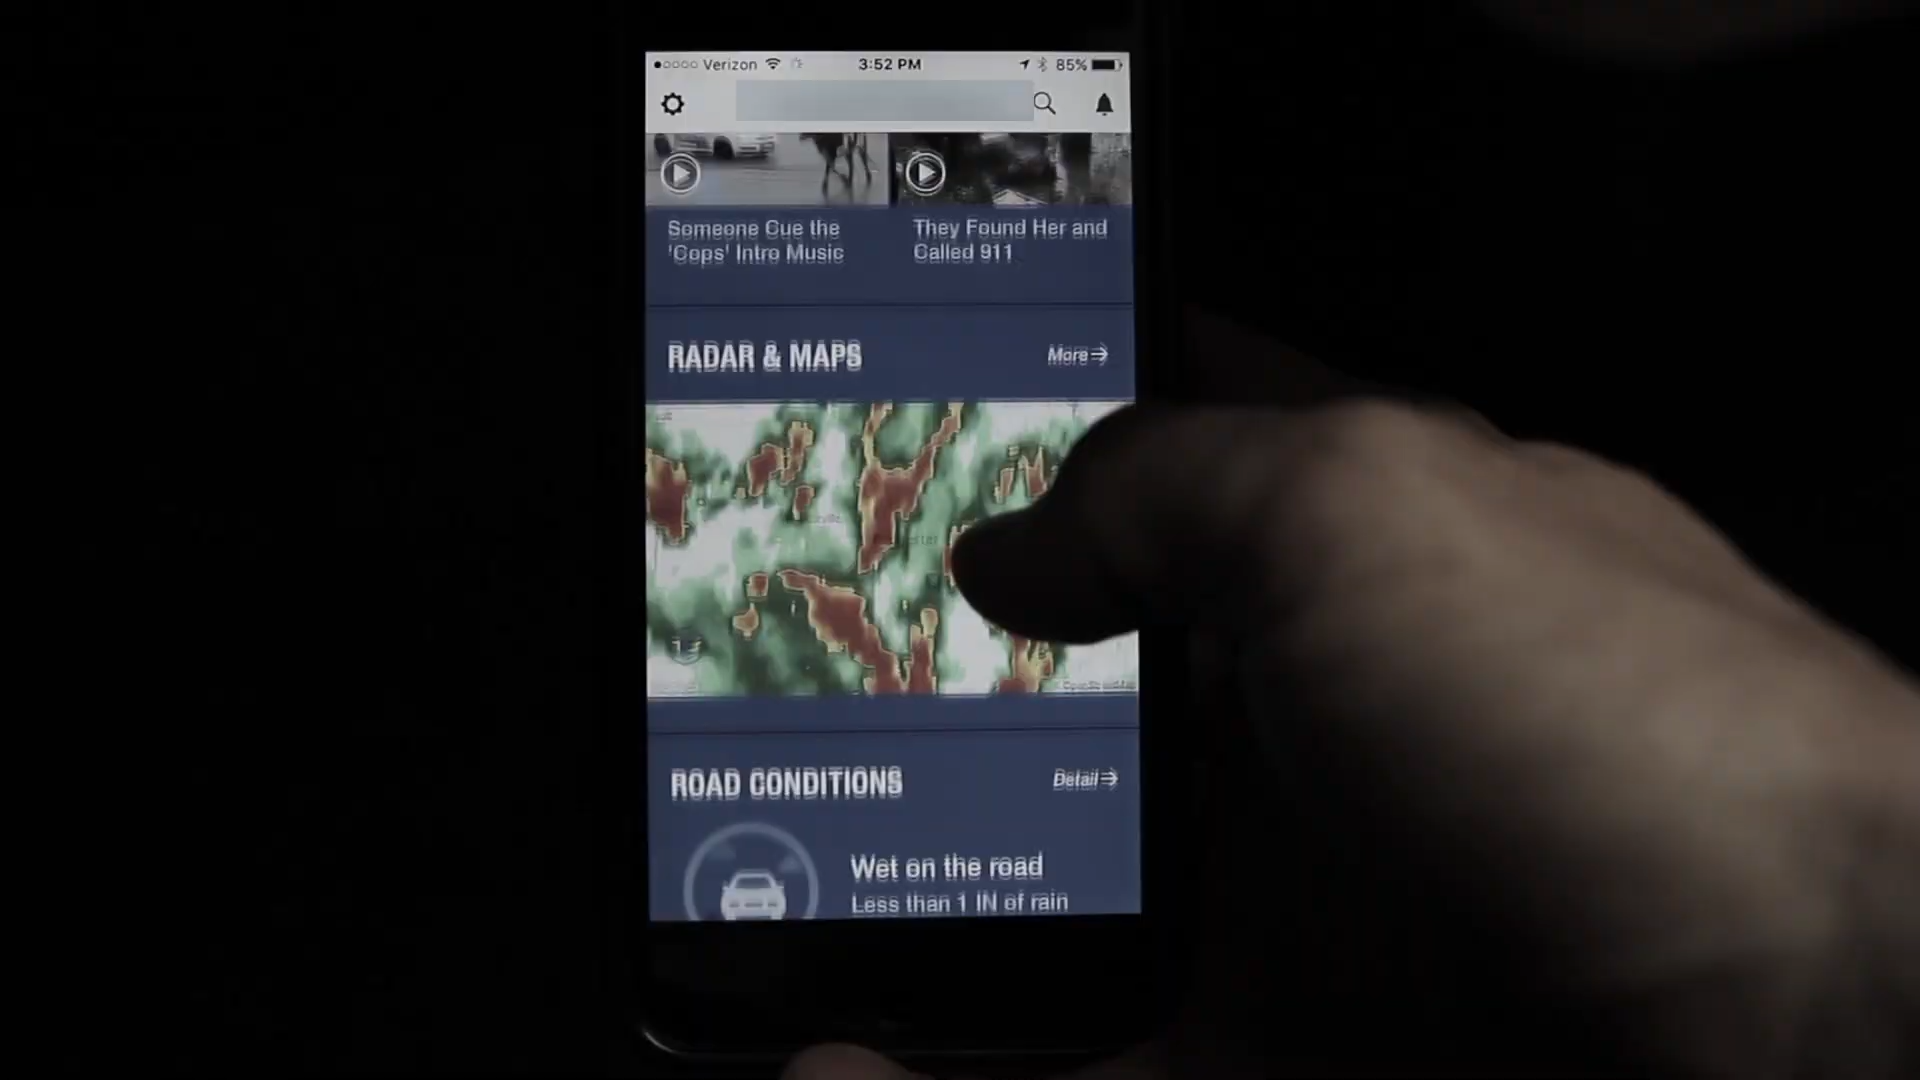 Verizon 3:52 PM 85%
Someone Cue the
'Cops' Intro Music
They Found Her and
Called 911
RADAR & MAPS More
OpenStreetMap
ROAD CONDITIONS Detail
Wet on the road
Less than 1 IN of rain